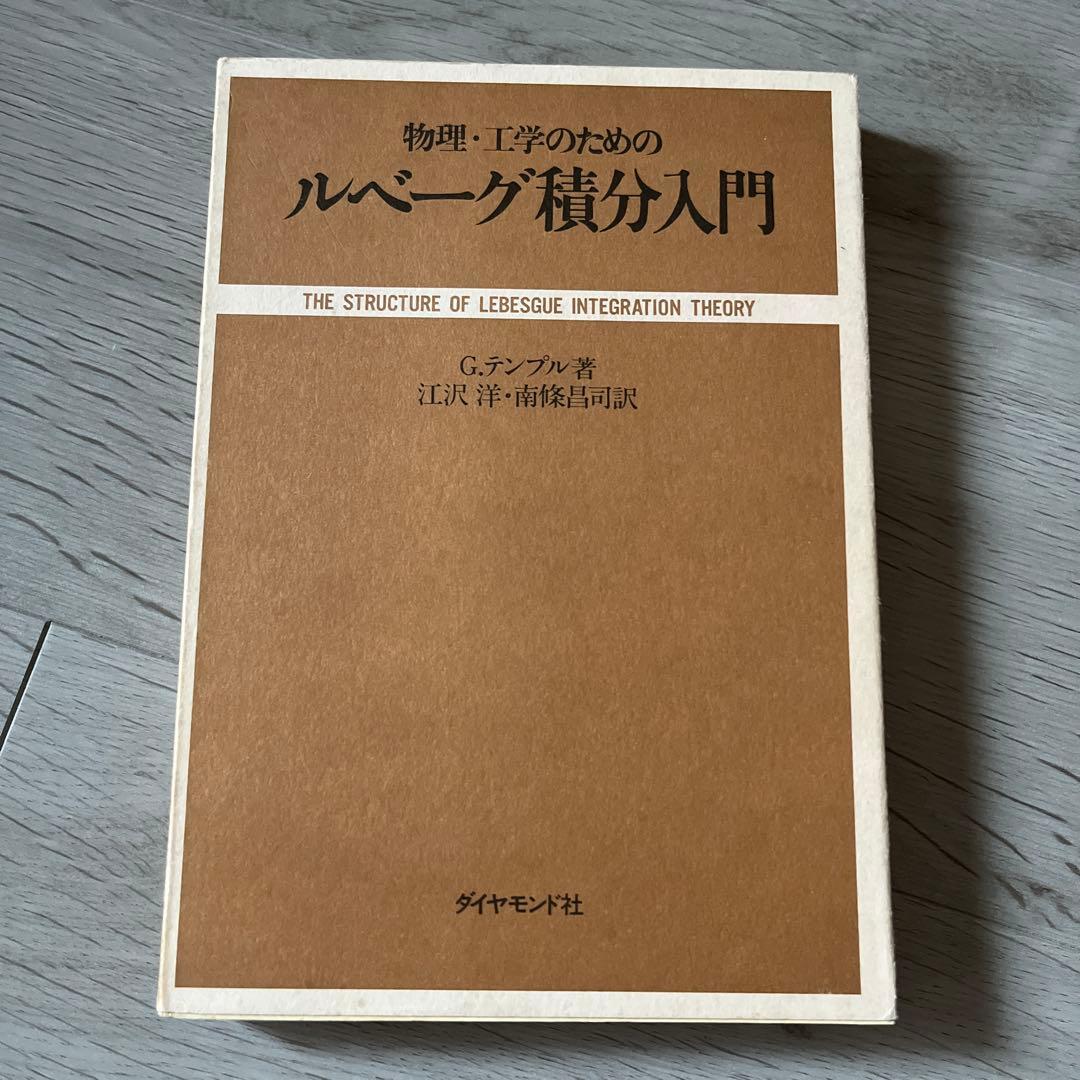 物理・工学のための
ルベーグ積分入門
THE STRUCTURE OF LEBESGUE INTEGRATION THEORY
G.テンプル著
江沢 洋・南條昌司訳
ダイヤモンド社